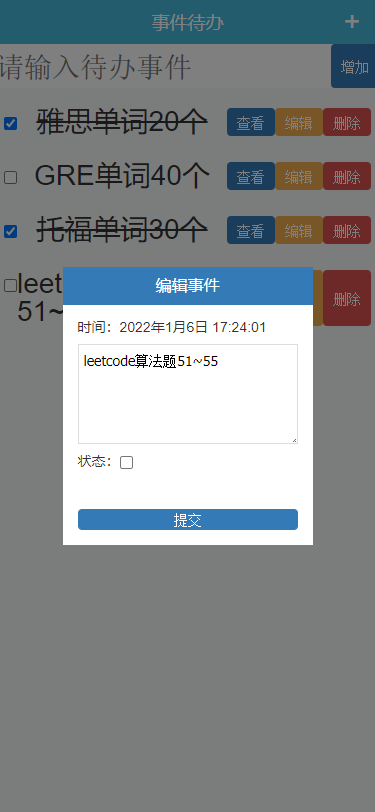 事件待办
+
请输入待办事件
增加
雅思单词20个
查看 编辑 删除
GRE单词40个
查看 编辑 删除
托福单词30个
查看 编辑 删除
leet
51~
删除
编辑事件
时间：2022年1月6日 17:24:01
leetcode算法题51~55
状态：
提交